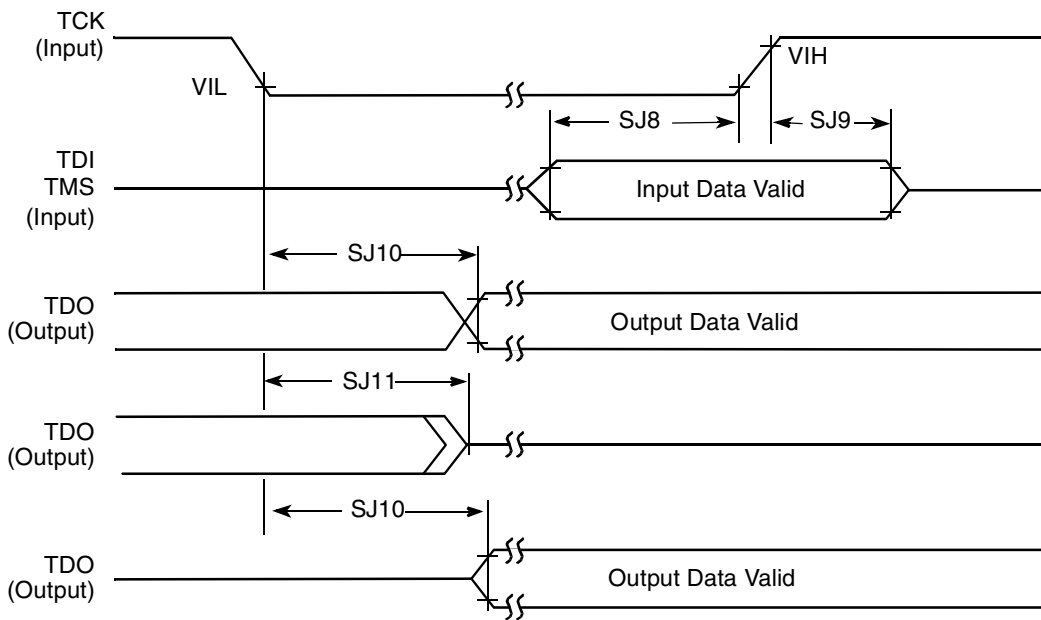 TCK
(Input)
VIL
VIH
SJ8
SJ9
TDI
TMS
(Input)
Input Data Valid
SJ10
TDO
(Output)
Output Data Valid
SJ11
TDO
(Output)
SJ10
TDO
(Output)
Output Data Valid